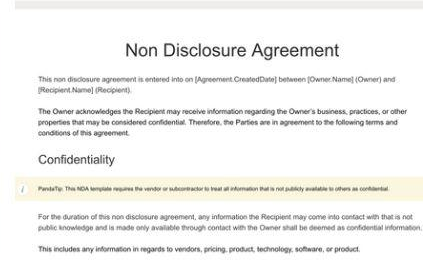 Non Disclosure Agreement
This non disclosure agreement is entered into on [Agreement.CreatedDate] between [Owner.Name] (Owner) and
[Recipient.Name] (Recipient).
The Owner acknowledges the Recipient may receive information regarding the Owner's business, practices, or other
properties that may be considered confidential. Therefore, the Parties are in agreement to the following terms and
conditions of this agreement.
Confidentiality
i PandaTip: This NDA template requires the vendor or subcontractor to treat all information that is not publicly available to others as confidential.
For the duration of this non disclosure agreement, any information the Recipient may come into contact with that is not
public knowledge and is made only available through contact with the Owner shall be deemed as confidential information.
This includes any information in regards to vendors, pricing, product, technology, software, or product.